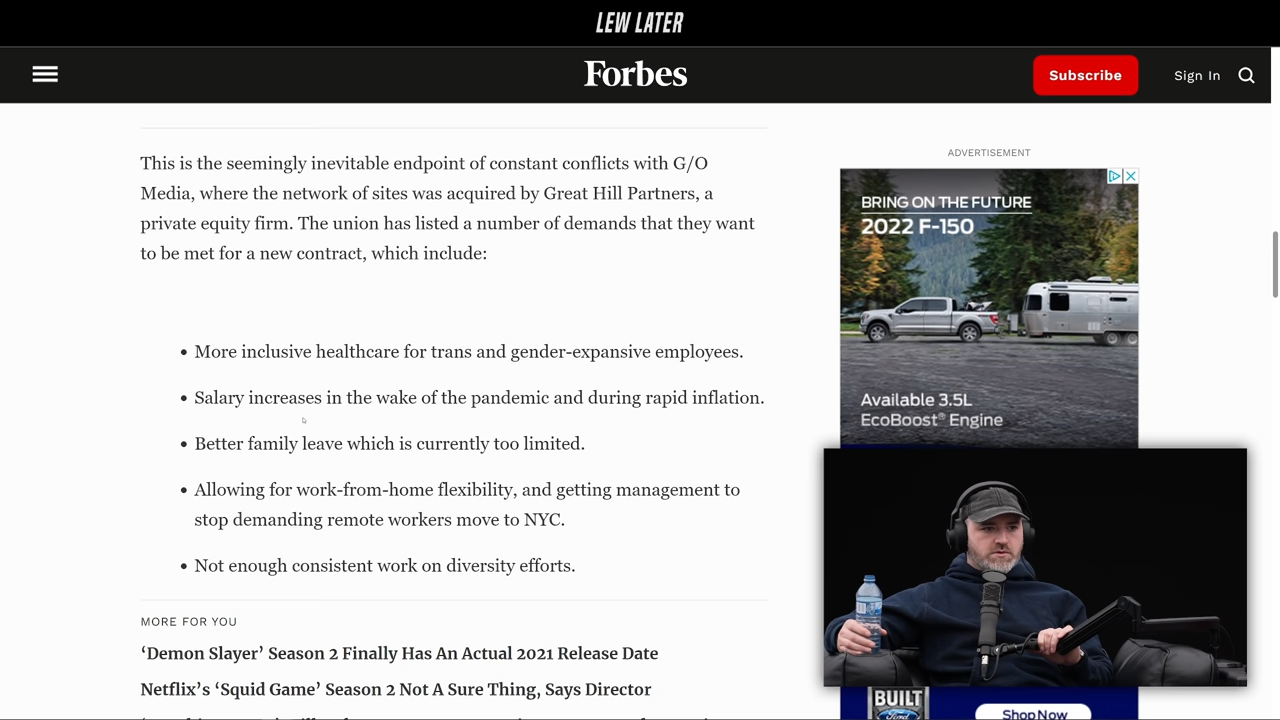 LEW LATER
Forbes
Subscribe
Sign In
This is the seemingly inevitable endpoint of constant conflicts with G/O
Media, where the network of sites was acquired by Great Hill Partners, a
private equity firm. The union has listed a number of demands that they want
to be met for a new contract, which include:
• More inclusive healthcare for trans and gender-expansive employees.
• Salary increases in the wake of the pandemic and during rapid inflation.
• Better family leave which is currently too limited.
• Allowing for work-from-home flexibility, and getting management to
stop demanding remote workers move to NYC.
• Not enough consistent work on diversity efforts.
MORE FOR YOU
‘Demon Slayer’ Season 2 Finally Has An Actual 2021 Release Date
Netflix’s ‘Squid Game’ Season 2 Not A Sure Thing, Says Director
ADVERTISEMENT
BRING ON THE FUTURE
2022 F-150
Available 3.5L
EcoBoost® Engine
BUILT
Ford
Shop Now